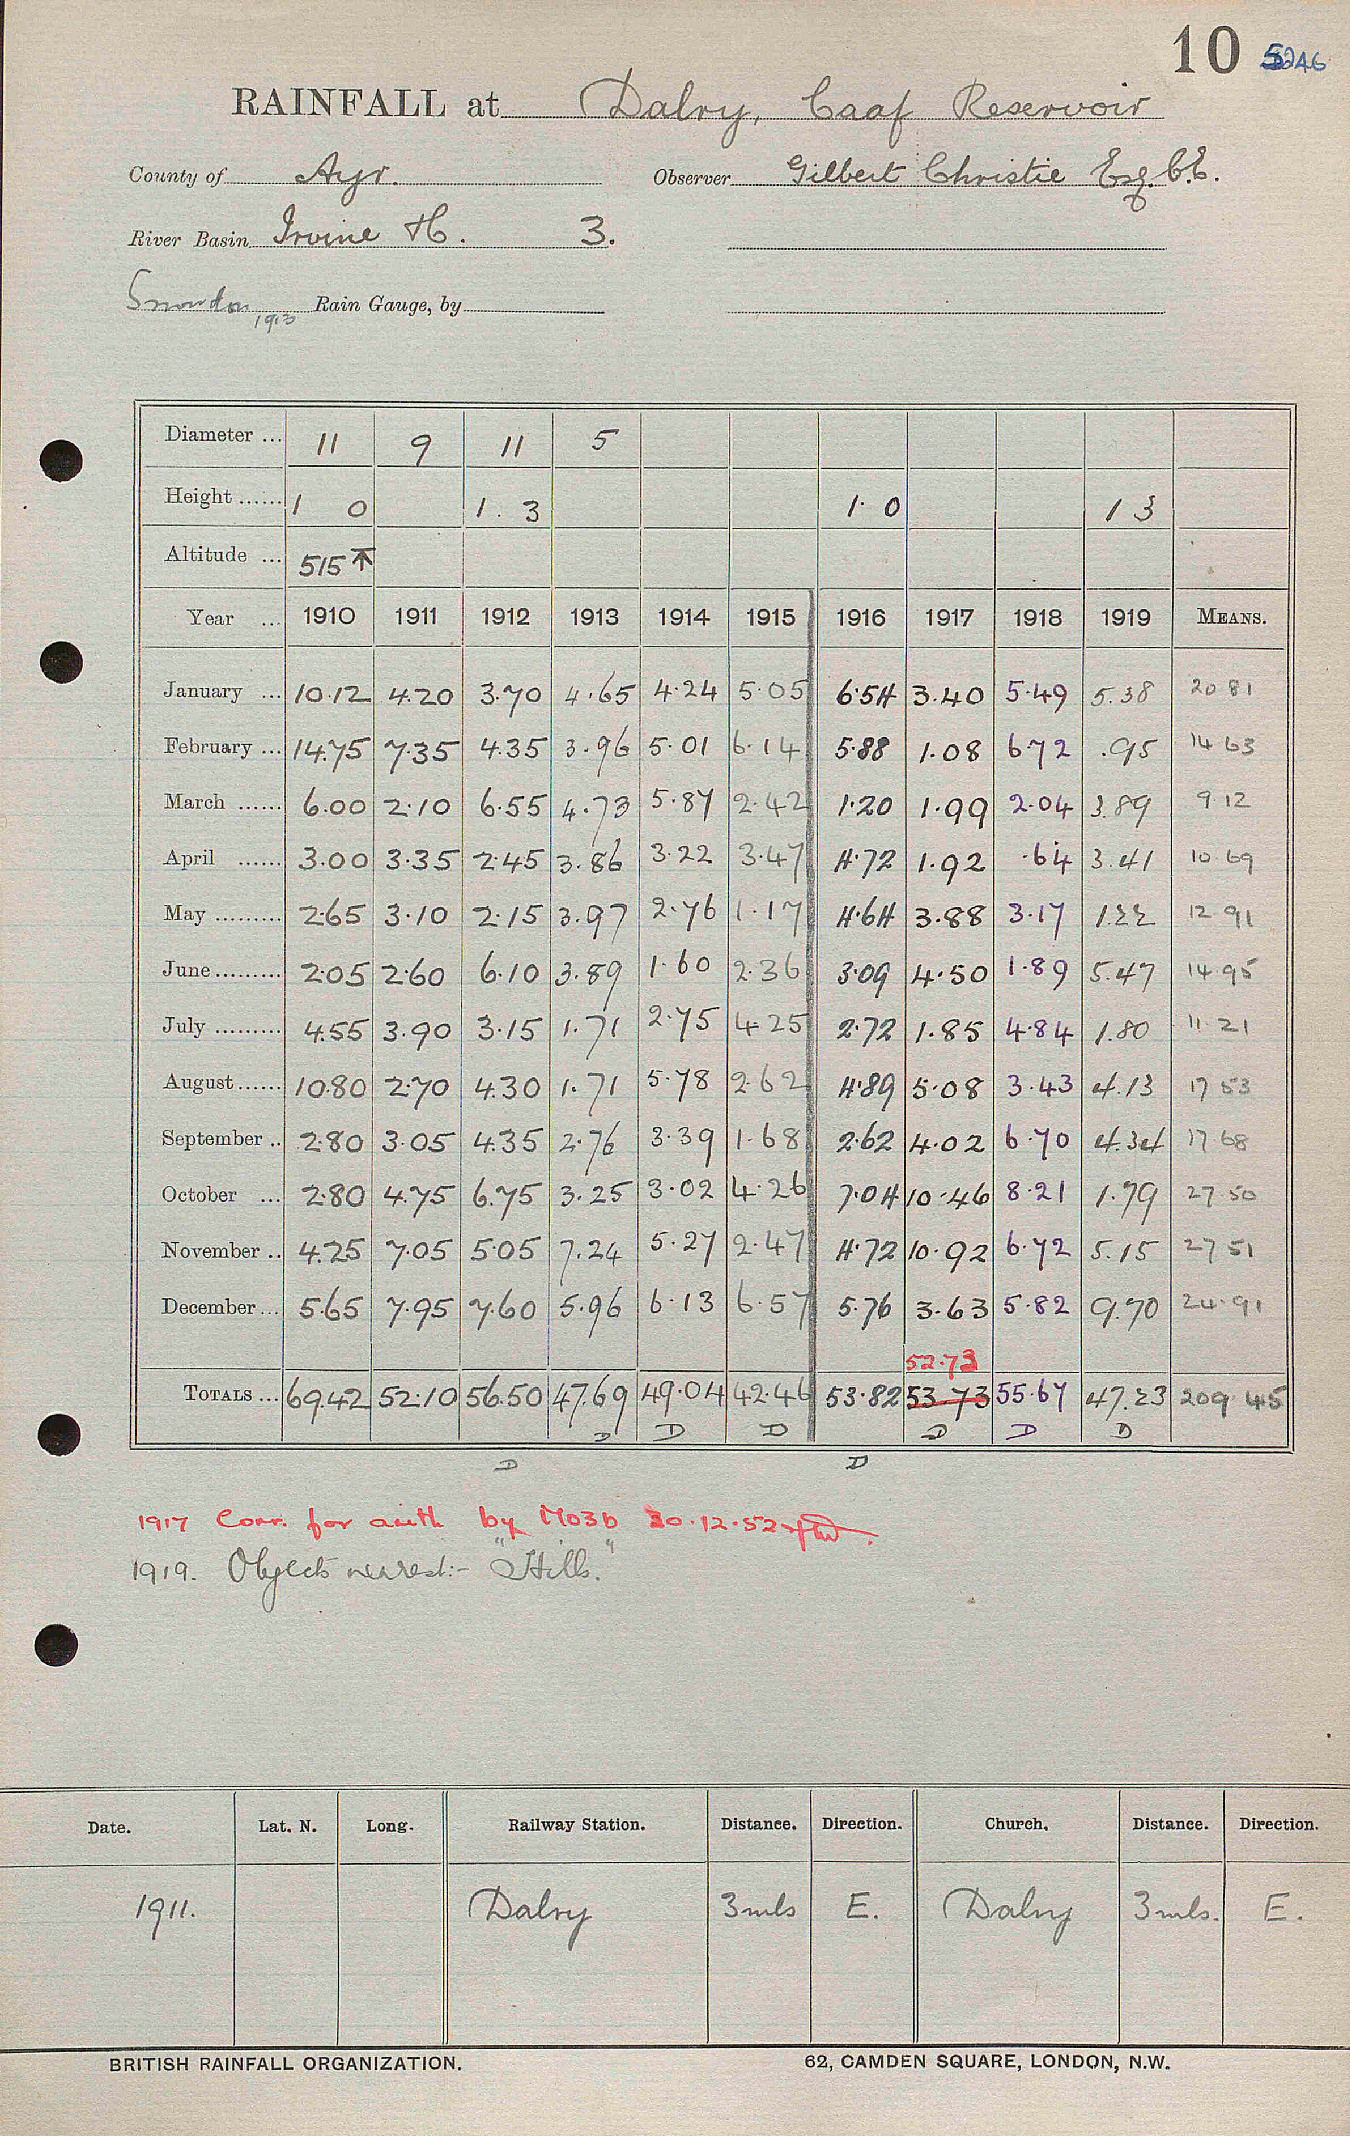 10 5246
RAINFALL at Dalry, Caaf Reservoir
County of Ayr. Observer Gilbert Christie Esq. C.E.
River Basin Irvine H. 3.
Snowdon 1913 Rain Gauge, by
Diameter ... 11 9 11 5
Height ...... 1 0 1. 3 1. 0 1 3
Altitude ... 515
Year ... 1910 1911 1912 1913 1914 1915 1916 1917 1918 1919 MEANS.
January ... 10.12 4.20 3.70 4.65 4.24 5.05 6.54 3.40 5.49 5.38 20 81
February ... 14.75 7.35 4.35 3.96 5.01 6.14 5.88 1.08 6.72 .95 14 63
March ...... 6.00 2.10 6.55 4.73 5.87 2.42 1.20 1.99 2.04 3.89 9 12
April ...... 3.00 3.35 2.45 3.86 3.22 3.47 4.72 1.92 .64 3.41 10 69
May ......... 2.65 3.10 2.15 3.97 2.76 1.17 4.64 3.88 3.17 1.22 12 91
June ......... 2.05 2.60 6.10 3.89 1.60 2.36 3.09 4.50 1.89 5.47 14.95
July ......... 4.55 3.90 3.15 1.71 2.75 4.25 2.72 1.85 4.84 1.80 11 21
August ...... 10.80 2.70 4.30 1.71 5.78 2.62 4.89 5.08 3.43 4.13 17 53
September .. 2.80 3.05 4.35 2.76 3.39 1.68 2.62 4.02 6.70 4.34 17 68
October ... 2.80 4.75 6.75 3.25 3.02 4.26 7.04 10.46 8.21 1.79 27 50
November .. 4.25 7.05 5.05 7.24 5.27 2.47 4.72 10.92 6.72 5.15 27 51
December ... 5.65 7.95 7.60 5.96 6.13 6.57 5.76 3.63 5.82 9.70 24.91
52.73
TOTALS ... 69.42 52.10 56.50 47.69 49.04 42.46 53.82 53.73 55.67 47.23 209 45
D D D D D D
D D
1917 Corr. for arith by M03b 30.12.52
1919. Objects nearest:- "Hills."
Date. Lat. N. Long. Railway Station. Distance. Direction. Church. Distance. Direction.
1911. Dalry 3 mls E. Dalry 3 mls. E.
BRITISH RAINFALL ORGANIZATION. 62, CAMDEN SQUARE, LONDON, N.W.